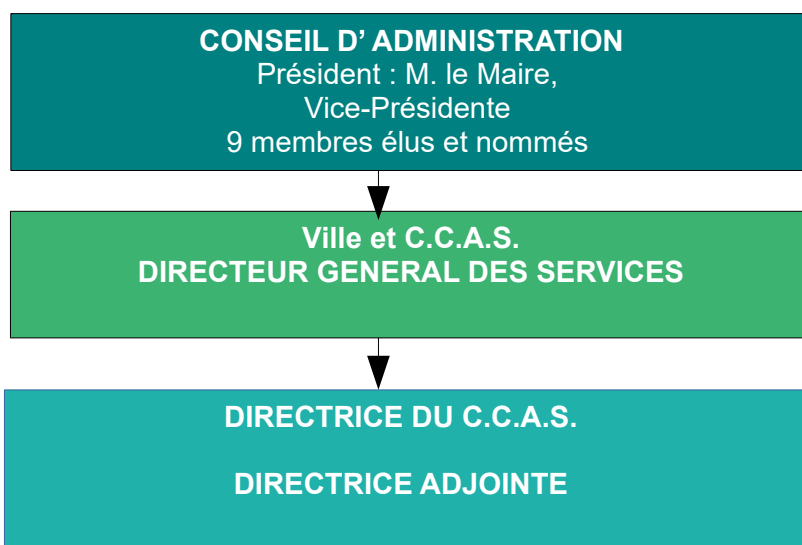 CONSEIL D’ ADMINISTRATION
Président : M. le Maire,
Vice-Présidente
9 membres élus et nommés
Ville et C.C.A.S.
DIRECTEUR GENERAL DES SERVICES
DIRECTRICE DU C.C.A.S.
DIRECTRICE ADJOINTE